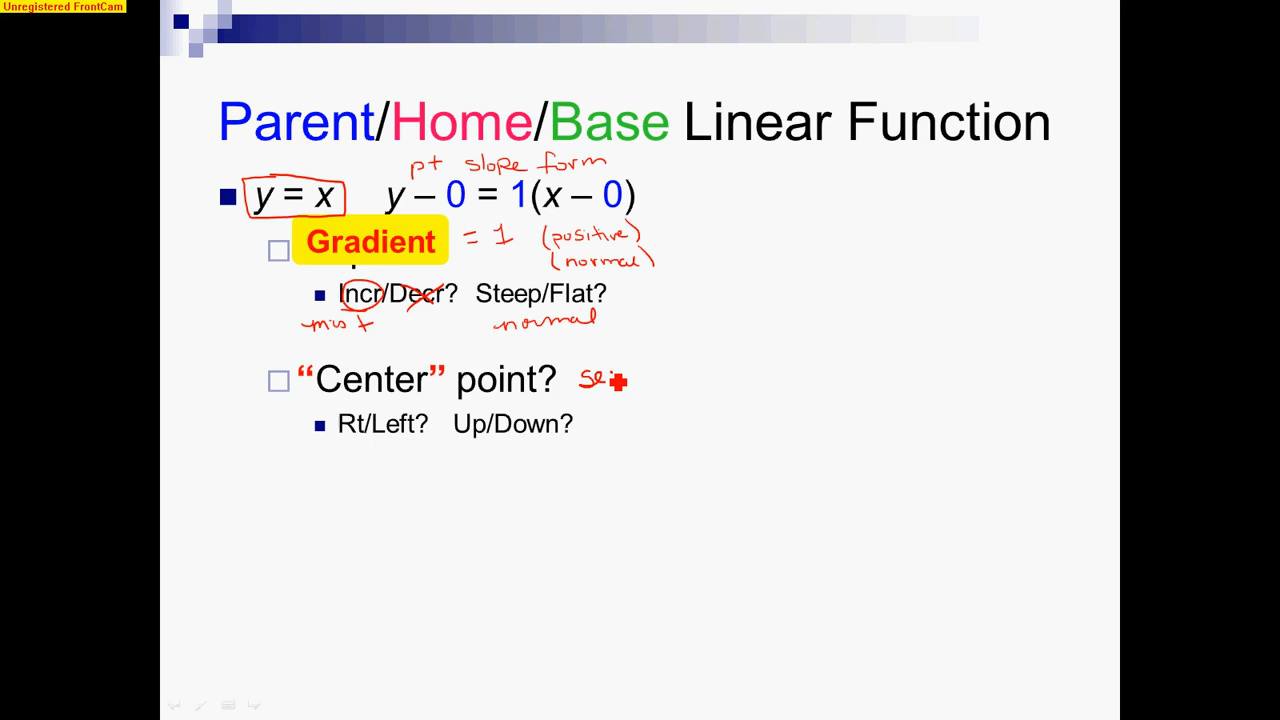 Unregistered FrontCam
Parent/Home/Base Linear Function
pt slope form
y = x y – 0 = 1(x – 0)
Gradient = 1 (positive)
(normal)
Incr/Decr? Steep/Flat?
normal
“Center” point?
Rt/Left? Up/Down?